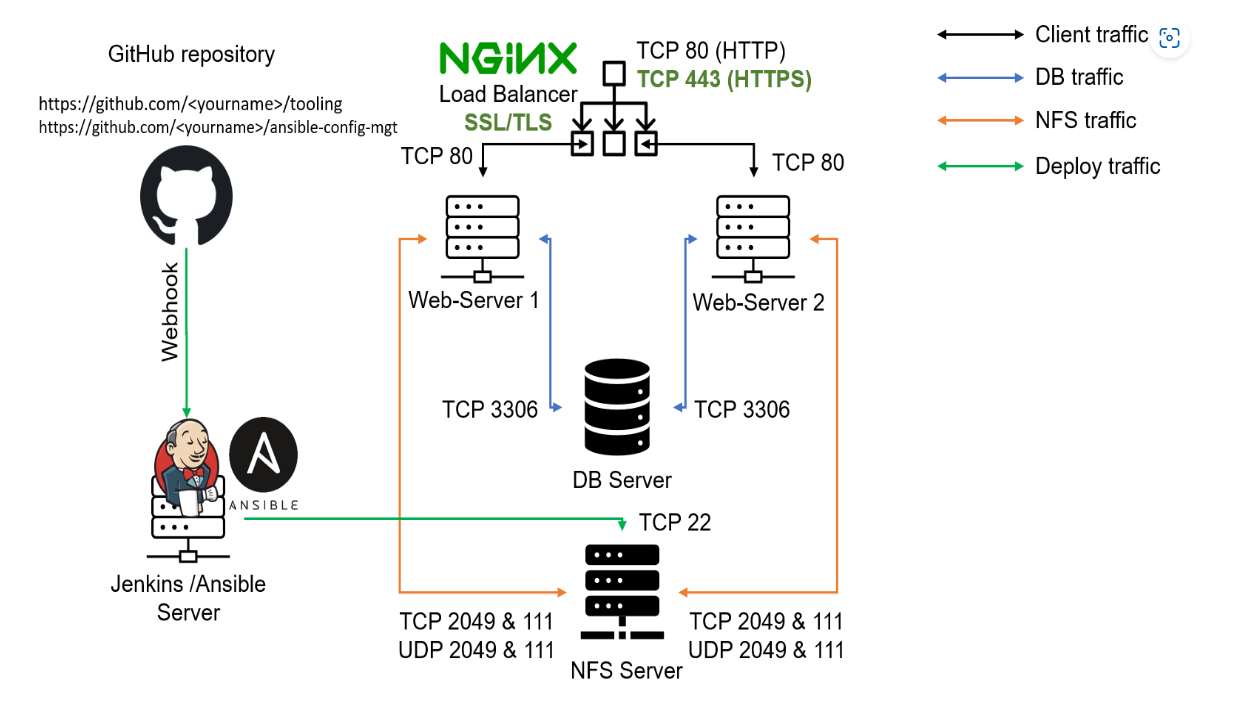 GitHub repository
https://github.com/<yourname>/tooling
https://github.com/<yourname>/ansible-config-mgt
Webhook
ANSIBLE
Jenkins /Ansible
Server
NGINX
Load Balancer
SSL/TLS
TCP 80 (HTTP)
TCP 443 (HTTPS)
TCP 80
TCP 80
Web-Server 1
Web-Server 2
TCP 3306
TCP 3306
DB Server
TCP 22
TCP 2049 & 111
UDP 2049 & 111
TCP 2049 & 111
UDP 2049 & 111
NFS Server
Client traffic
DB traffic
NFS traffic
Deploy traffic